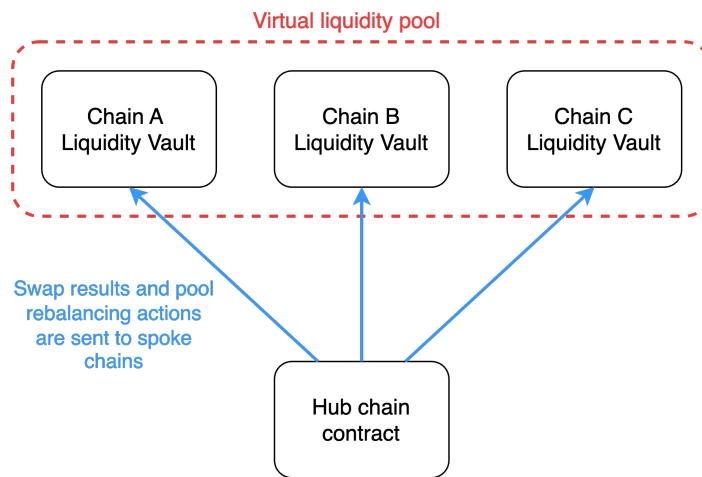 Virtual liquidity pool
Chain A
Liquidity Vault
Chain B
Liquidity Vault
Chain C
Liquidity Vault
Swap results and pool
rebalancing actions
are sent to spoke
chains
Hub chain
contract